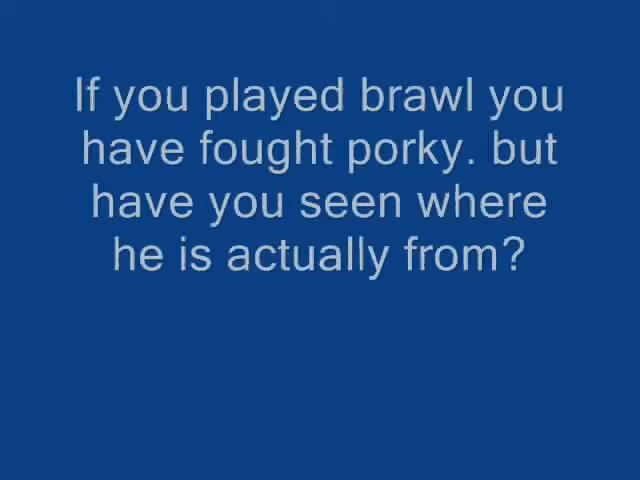 If you played brawl you
have fought porky. but
have you seen where
he is actually from?